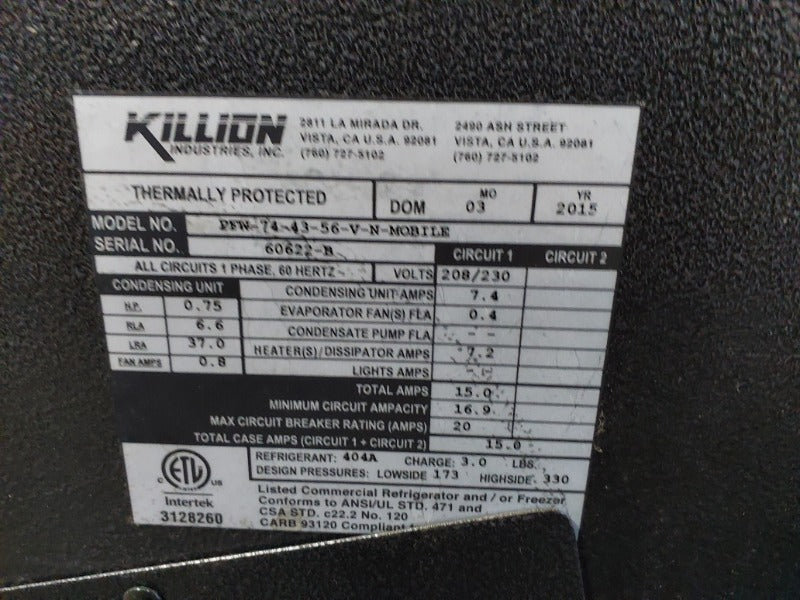 KILLION
INDUSTRIES, INC.
2811 LA MIRADA DR.
VISTA, CA U.S.A. 92081
(760) 727-5102
2490 ASH STREET
VISTA, CA U.S.A. 92081
(760) 727-5102
THERMALLY PROTECTED
DOM
MO
03
YR
2015
MODEL NO. PFW-74-43-56-V-N-MOBILE
SERIAL NO. 60622-B
CIRCUIT 1 CIRCUIT 2
ALL CIRCUITS 1 PHASE, 60 HERTZ VOLTS 208/230
CONDENSING UNIT
H.P. 0.75
RLA 6.6
LRA 37.0
FAN AMPS 0.8
CONDENSING UNIT AMPS 7.4
EVAPORATOR FAN(S) FLA 0.4
CONDENSATE PUMP FLA --
HEATER(S)/DISSIPATOR AMPS 7.2
LIGHTS AMPS --
TOTAL AMPS 15.0
MINIMUM CIRCUIT AMPACITY 16.9
MAX CIRCUIT BREAKER RATING (AMPS) 20
TOTAL CASE AMPS (CIRCUIT 1 + CIRCUIT 2) 15.0
REFRIGERANT: 404A CHARGE: 3.0 LBS.
DESIGN PRESSURES: LOWSIDE 173 HIGHSIDE 330
C ETL US
Intertek
3128260
Listed Commercial Refrigerator and / or Freezer
Conforms to ANSI/UL STD. 471 and
CSA STD. c22.2 No. 120
CARB 93120 Compliant